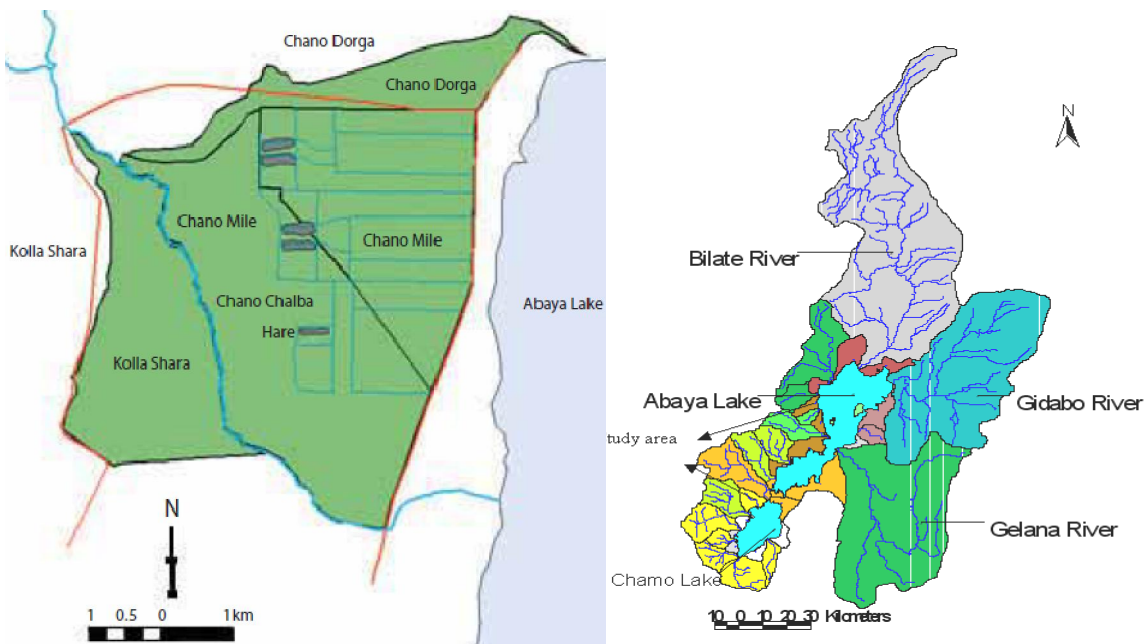 Chano Dorga
Chano Dorga
Chano Mile
Kolla Shara
Chano Mile
Chano Chalba
Abaya Lake
Hare
Kolla Shara
N
1 0.5 0 1km
N
Bilate River
Abaya Lake
Gidabo River
tudy area
Gelana River
Chamo Lake
10 0 10 20 30 Kilometers